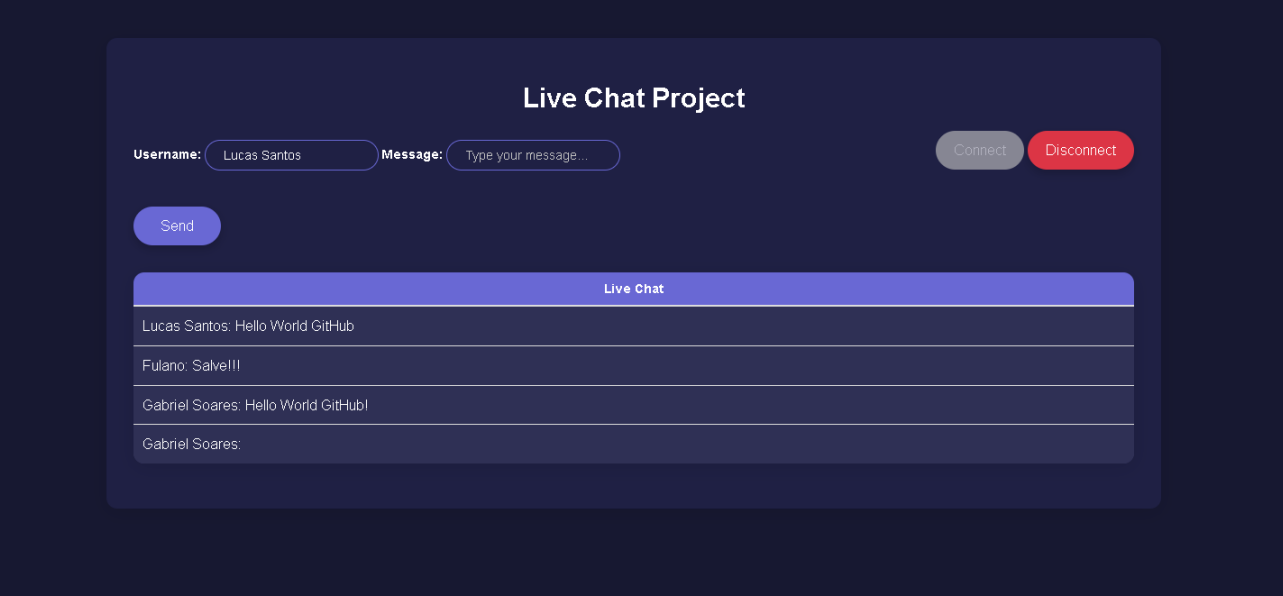 Live Chat Project
Username: Lucas Santos Message: Type your message... Connect Disconnect
Send
Live Chat
Lucas Santos: Hello World GitHub
Fulano: Salve!!!
Gabriel Soares: Hello World GitHub!
Gabriel Soares: